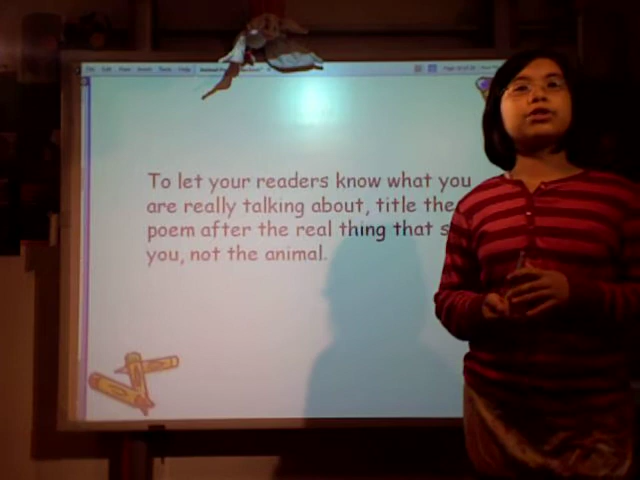 To let your readers know what you
are really talking about, title the
poem after the real thing that s
you, not the animal.